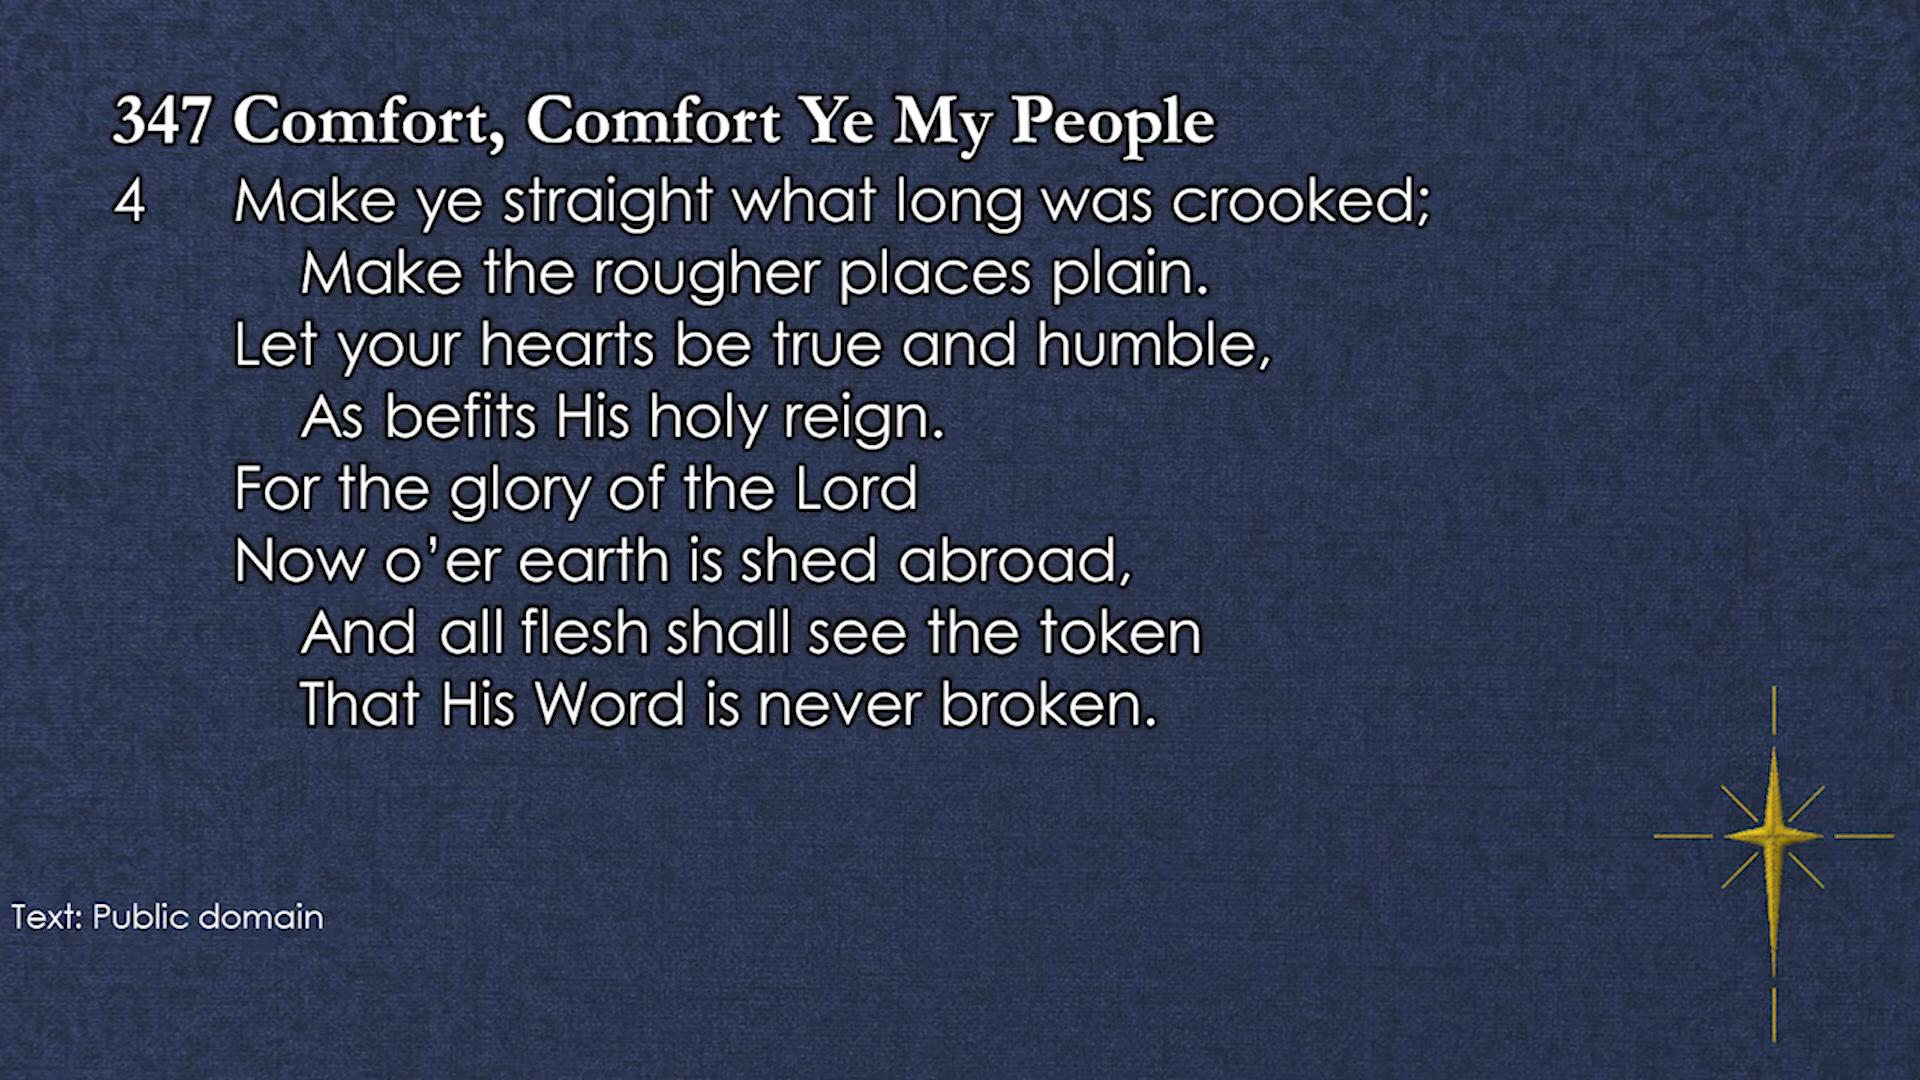 347 Comfort, Comfort Ye My People
4 Make ye straight what long was crooked;
Make the rougher places plain.
Let your hearts be true and humble,
As befits His holy reign.
For the glory of the Lord
Now o’er earth is shed abroad,
And all flesh shall see the token
That His Word is never broken.
Text: Public domain